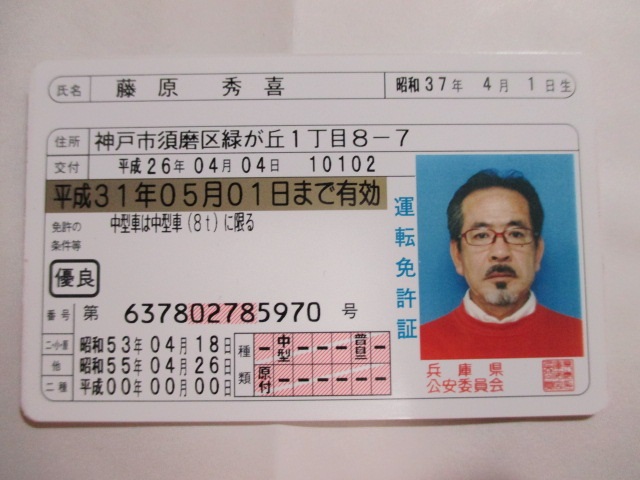 氏名 藤原 秀喜 昭和37年 4月 1日生
住所 神戸市須磨区緑が丘1丁目8-7
交付 平成26年04月04日 10102
平成31年05月01日まで有効
免許の条件等 中型車は中型車(8t)に限る
優良
番号 第 637802785970 号
二・小・原 昭和53年04月18日
他 昭和55年04月26日
二種 平成00年00月00日
種類 - 中型 - - 普自二 -
原付 - - - - -
運転免許証
兵庫県
公安委員会